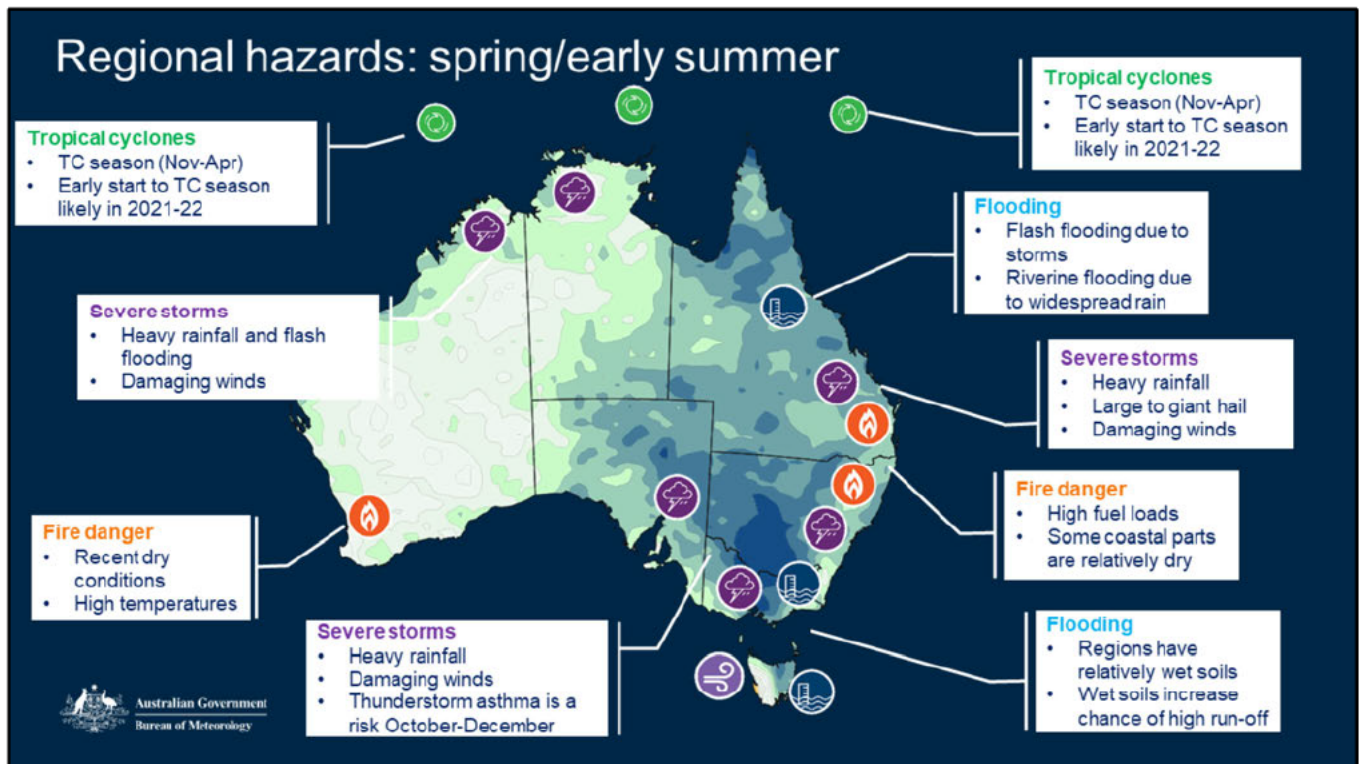 Regional hazards: spring/early summer
Tropical cyclones
• TC season (Nov-Apr)
• Early start to TC season
likely in 2021-22
Tropical cyclones
• TC season (Nov-Apr)
• Early start to TC season
likely in 2021-22
Flooding
• Flash flooding due to
storms
• Riverine flooding due
to widespread rain
Severe storms
• Heavy rainfall and flash
flooding
• Damaging winds
Severe storms
• Heavy rainfall
• Large to giant hail
• Damaging winds
Fire danger
• High fuel loads
• Some coastal parts
are relatively dry
Fire danger
• Recent dry
conditions
• High temperatures
Severe storms
• Heavy rainfall
• Damaging winds
• Thunderstorm asthma is a
risk October-December
Flooding
• Regions have
relatively wet soils
• Wet soils increase
chance of high run-off
Australian Government
Bureau of Meteorology